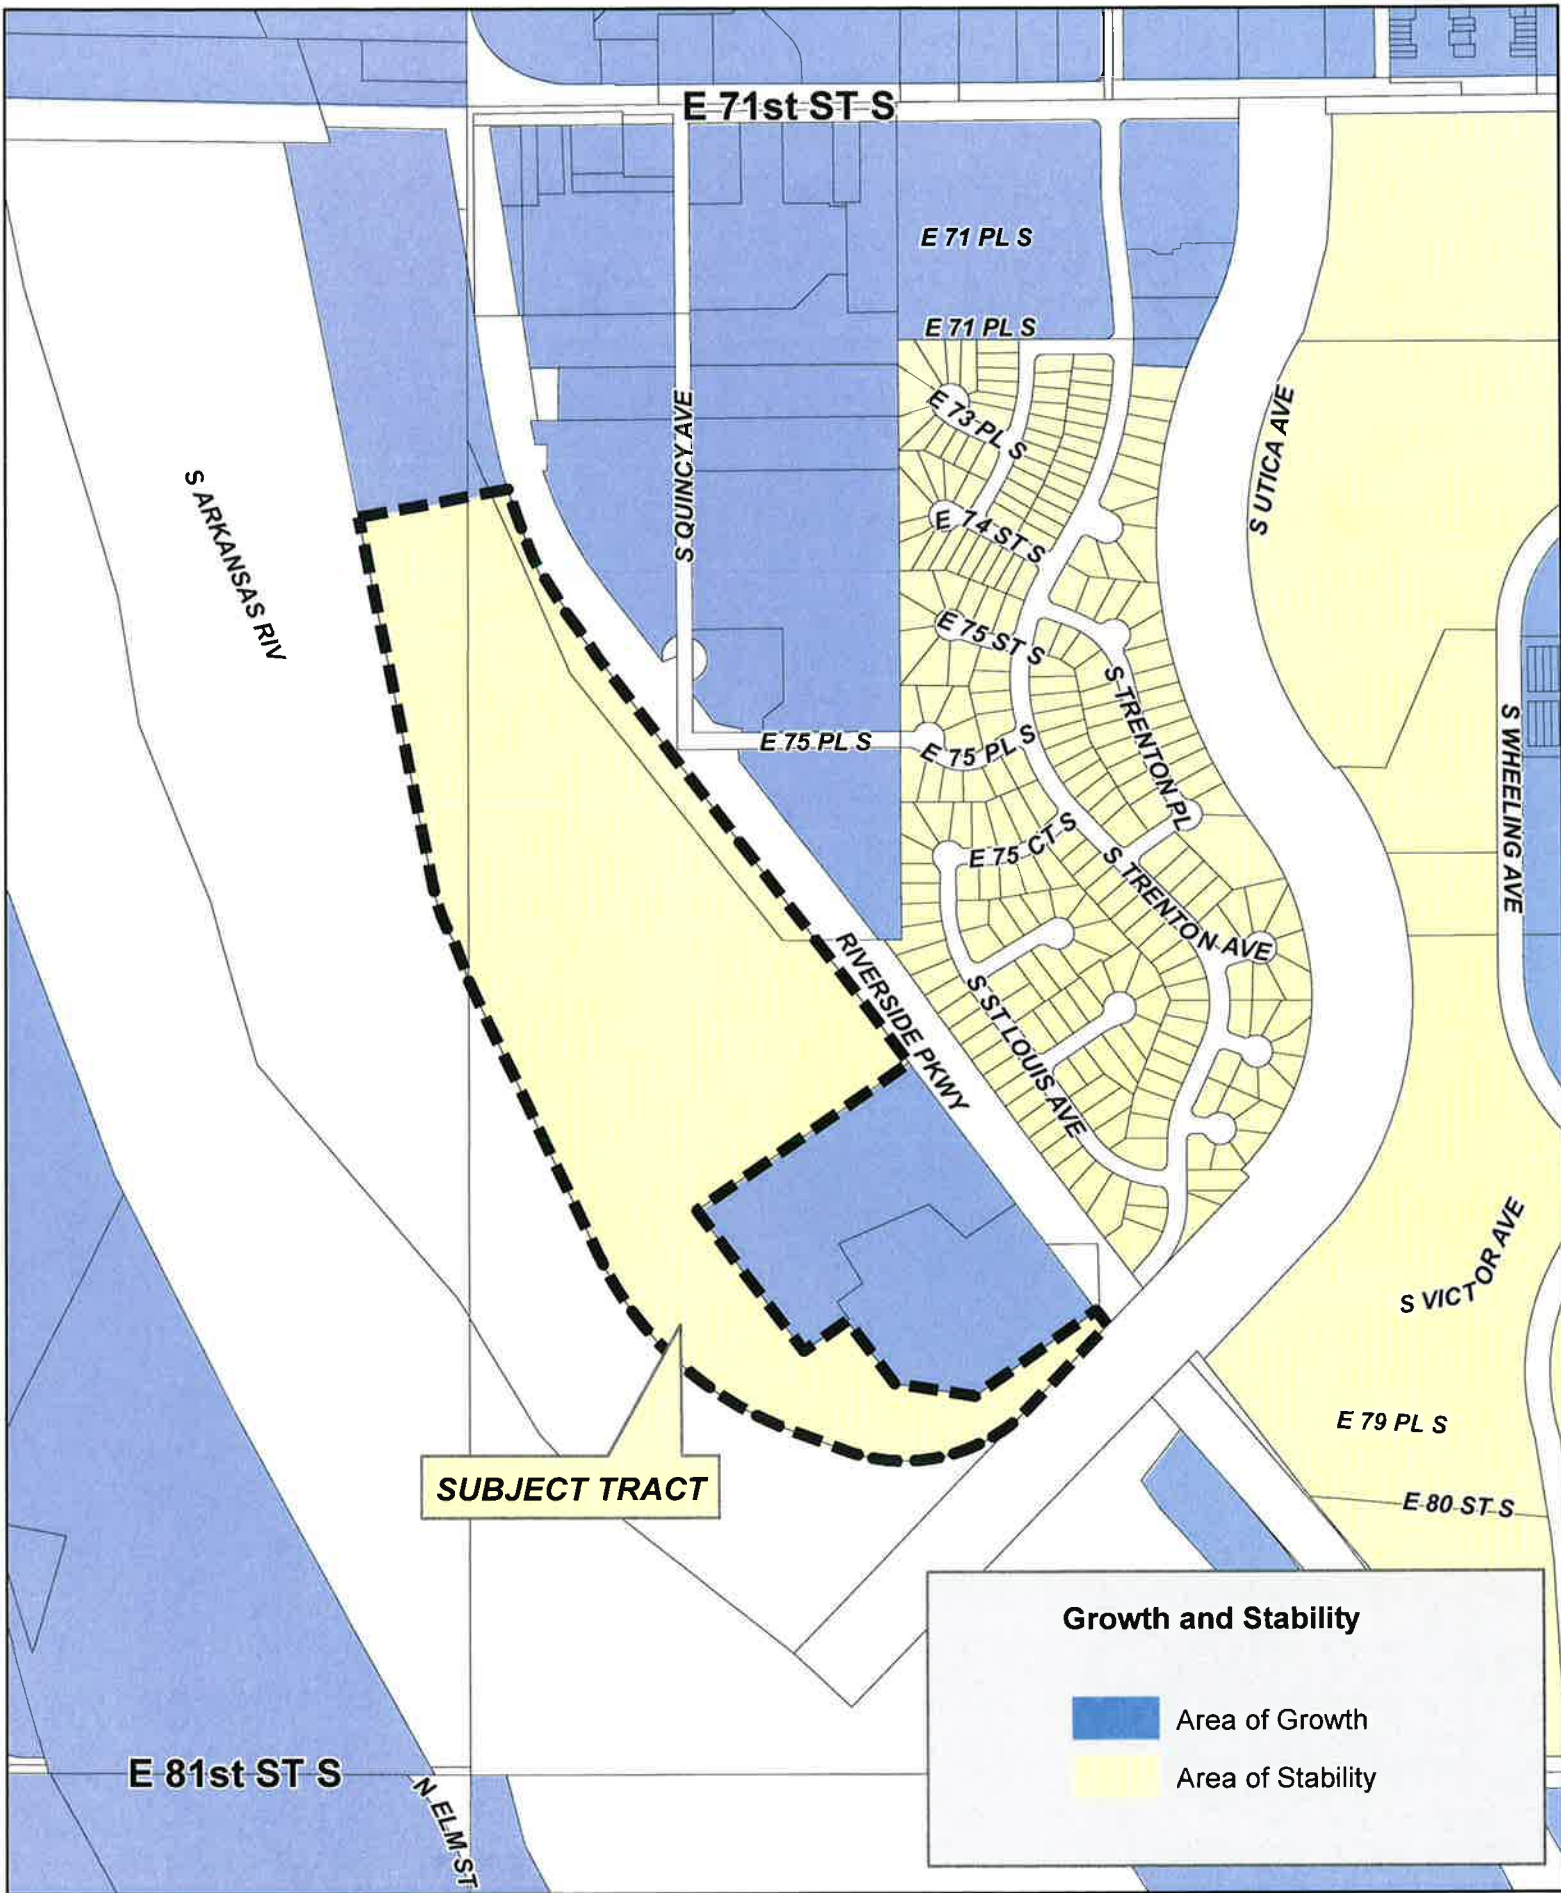 E 71st ST S
E 71 PL S
E 71 PL S
E 73 PL S
S UTICA AVE
S QUINCY AVE
S ARKANSAS RIV
E 74 ST S
E 75 ST S
S TRENTON PL
S WHEELING AVE
E 75 PL S
E 75 PL S
E 75 CT S
S TRENTON AVE
RIVERSIDE PKWY
S ST LOUIS AVE
S VICTOR AVE
E 79 PL S
SUBJECT TRACT
E 80 ST S
Growth and Stability
Area of Growth
Area of Stability
E 81st ST S
N ELM ST